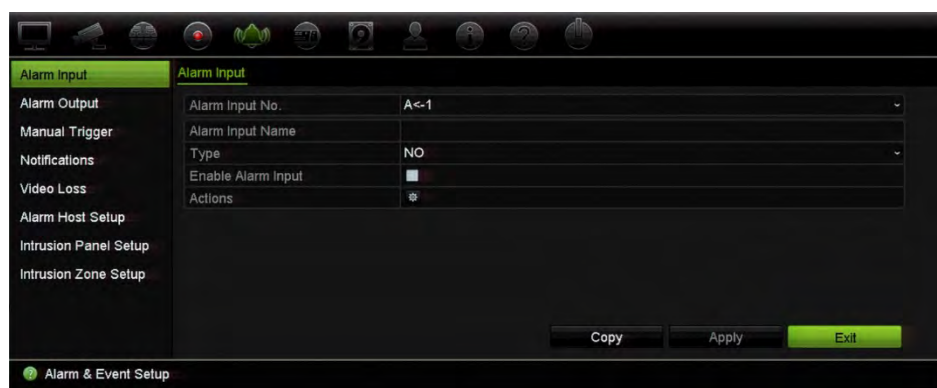 Alarm Input
Alarm Output
Manual Trigger
Notifications
Video Loss
Alarm Host Setup
Intrusion Panel Setup
Intrusion Zone Setup
Alarm Input
Alarm Input No. A<-1
Alarm Input Name
Type NO
Enable Alarm Input
Actions
Copy Apply Exit
Alarm & Event Setup